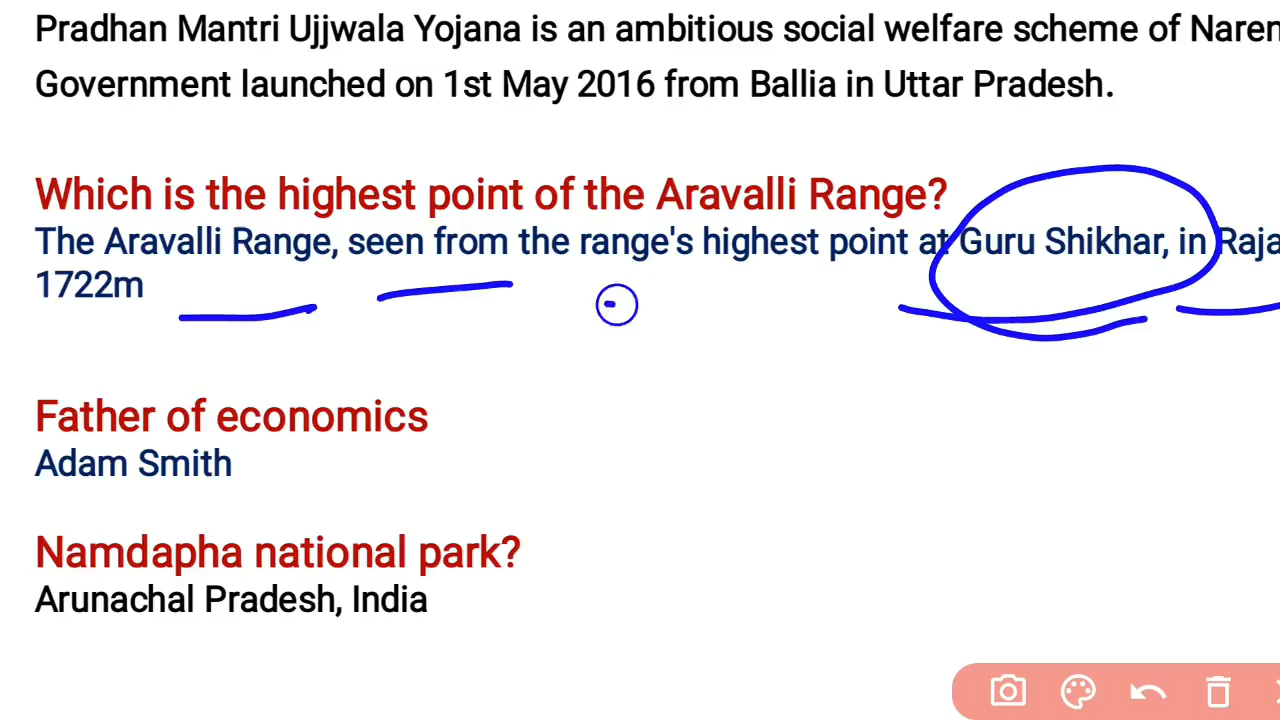 Pradhan Mantri Ujjwala Yojana is an ambitious social welfare scheme of Naren
Government launched on 1st May 2016 from Ballia in Uttar Pradesh.
Which is the highest point of the Aravalli Range?
The Aravalli Range, seen from the range's highest point at Guru Shikhar, in Raja
1722m
Father of economics
Adam Smith
Namdapha national park?
Arunachal Pradesh, India